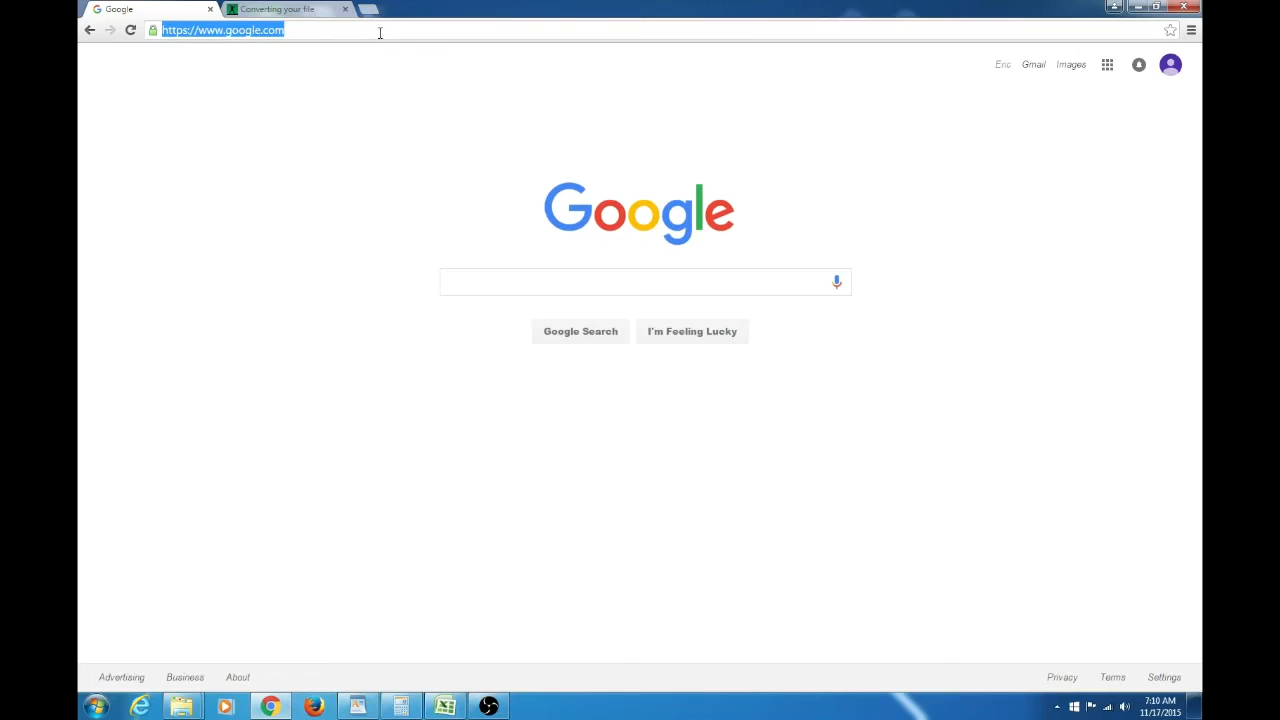 Google
Converting your file
https://www.google.com
Eric Gmail Images
Google
Google Search I'm Feeling Lucky
Advertising Business About Privacy Terms Settings
7:10 AM
11/17/2015